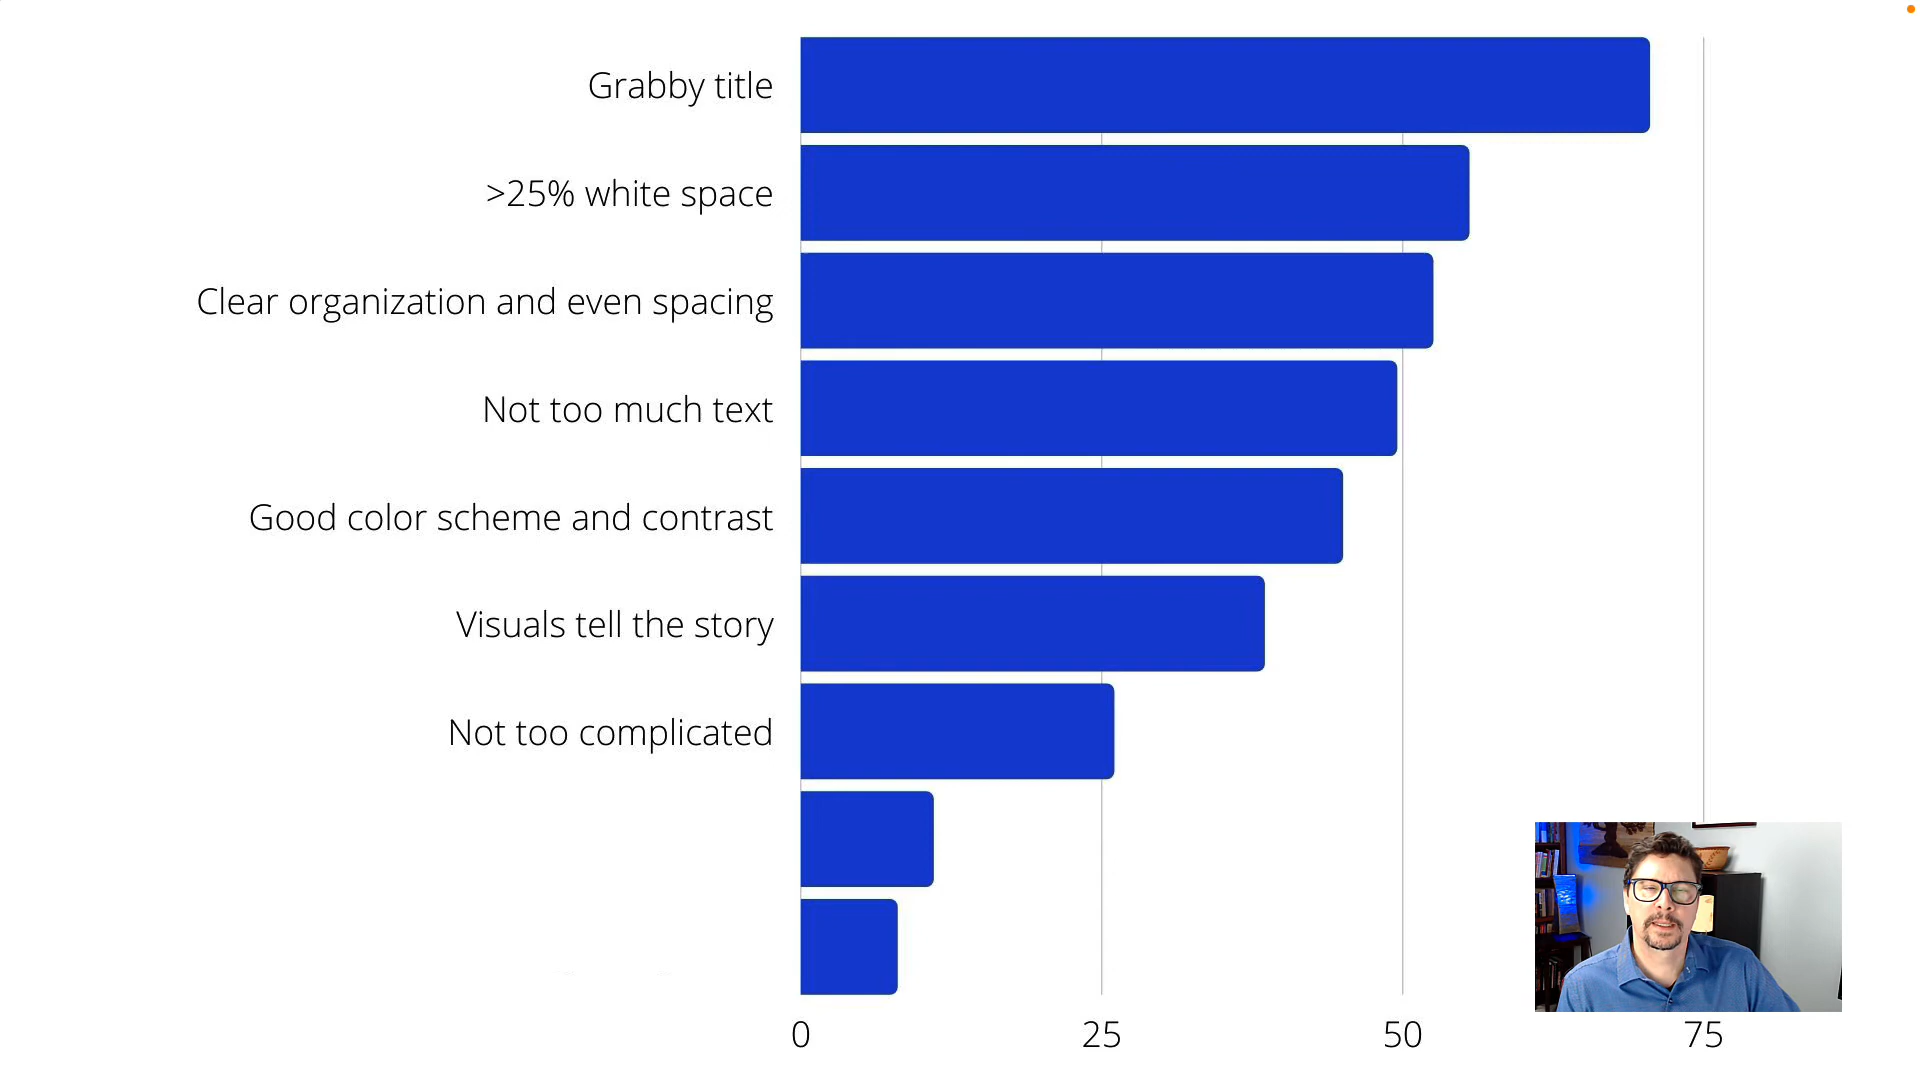 Grabby title
>25% white space
Clear organization and even spacing
Not too much text
Good color scheme and contrast
Visuals tell the story
Not too complicated
0 25 50 75